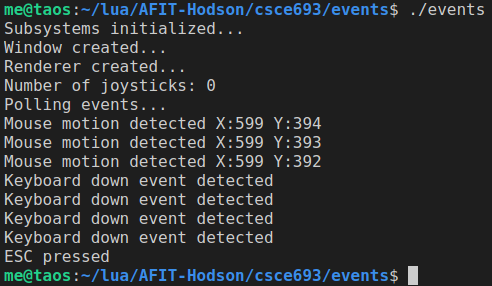 me@taos:~/lua/AFIT-Hodson/csce693/events$ ./events
Subsystems initialized...
Window created...
Renderer created...
Number of joysticks: 0
Polling events...
Mouse motion detected X:599 Y:394
Mouse motion detected X:599 Y:393
Mouse motion detected X:599 Y:392
Keyboard down event detected
Keyboard down event detected
Keyboard down event detected
Keyboard down event detected
ESC pressed
me@taos:~/lua/AFIT-Hodson/csce693/events$